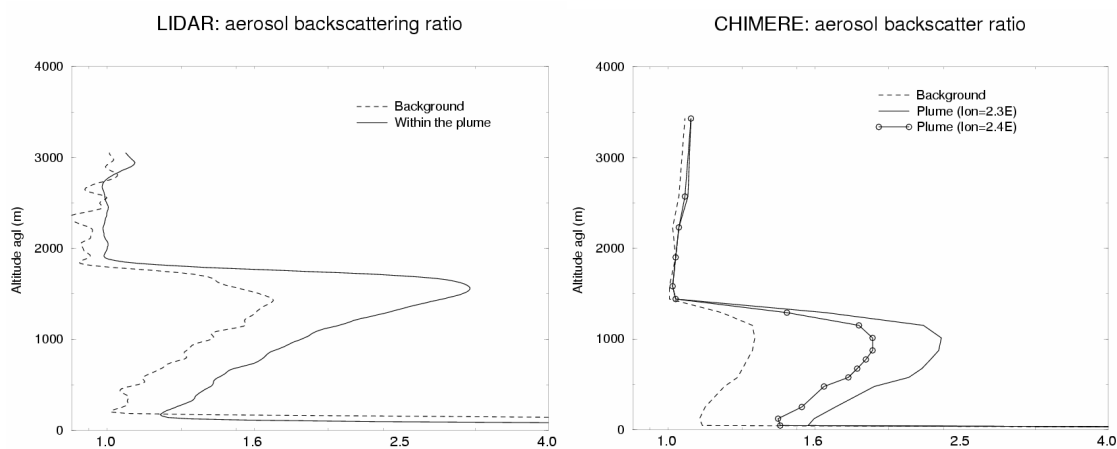 LIDAR: aerosol backscattering ratio
4000
3000
2000
1000
0
Altitude agl (m)
Background
Within the plume
1.0
1.6
2.5
4.0
CHIMERE: aerosol backscatter ratio
4000
3000
2000
1000
0
Altitude agl (m)
Background
Plume (lon=2.3E)
Plume (lon=2.4E)
1.0
1.6
2.5
4.0